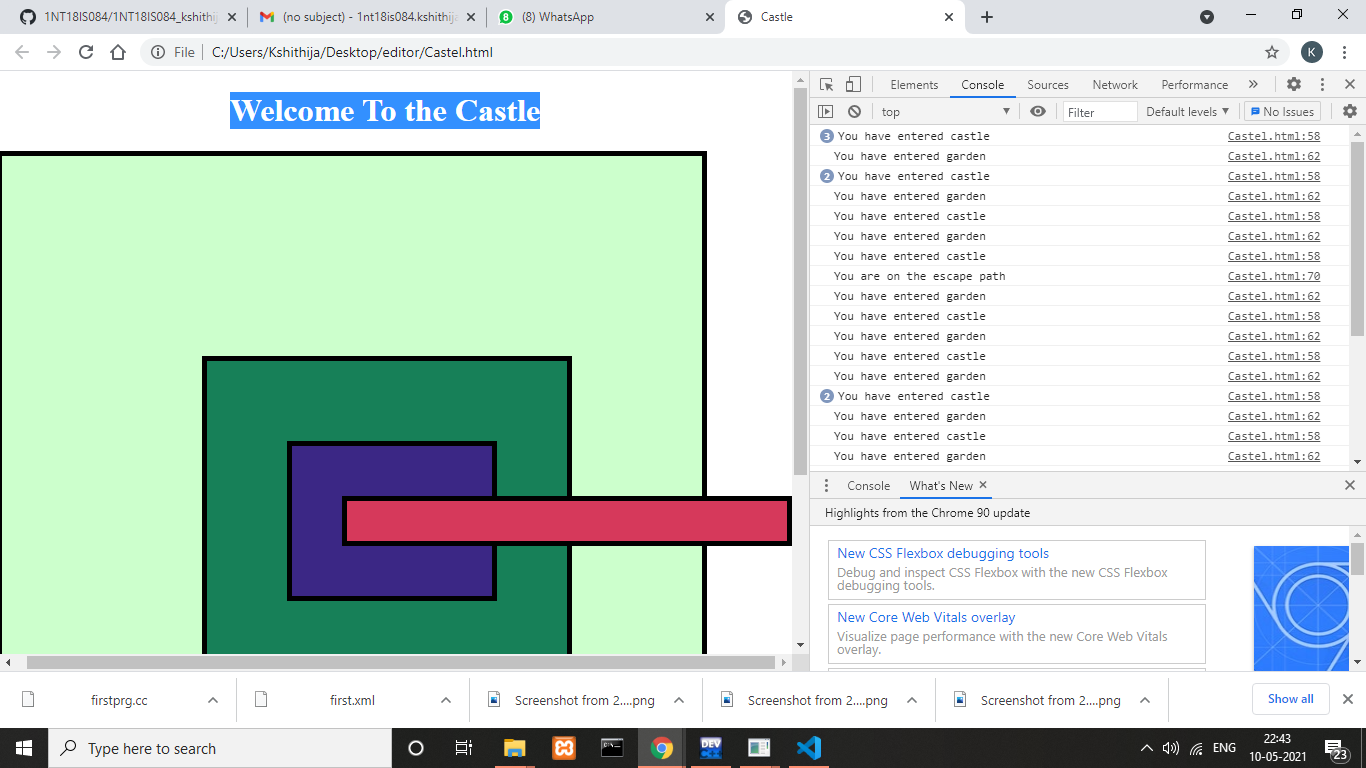 1NT18IS084/1NT18IS084_kshithij
(no subject) - 1nt18is084.kshithija
(8) WhatsApp
Castle
File C:/Users/Kshithija/Desktop/editor/Castel.html
K
Welcome To the Castle
Elements Console Sources Network Performance
top Filter Default levels No Issues
3 You have entered castle Castel.html:58
You have entered garden Castel.html:62
2 You have entered castle Castel.html:58
You have entered garden Castel.html:62
You have entered castle Castel.html:58
You have entered garden Castel.html:62
You have entered castle Castel.html:58
You are on the escape path Castel.html:70
You have entered garden Castel.html:62
You have entered castle Castel.html:58
You have entered garden Castel.html:62
You have entered castle Castel.html:58
You have entered garden Castel.html:62
2 You have entered castle Castel.html:58
You have entered garden Castel.html:62
You have entered castle Castel.html:58
You have entered garden Castel.html:62
Console What's New
Highlights from the Chrome 90 update
New CSS Flexbox debugging tools
Debug and inspect CSS Flexbox with the new CSS Flexbox
debugging tools.
New Core Web Vitals overlay
Visualize page performance with the new Core Web Vitals
overlay.
firstprg.cc
first.xml
Screenshot from 2....png
Screenshot from 2....png
Screenshot from 2....png
Show all
Type here to search
DEV
ENG
22:43
10-05-2021
23